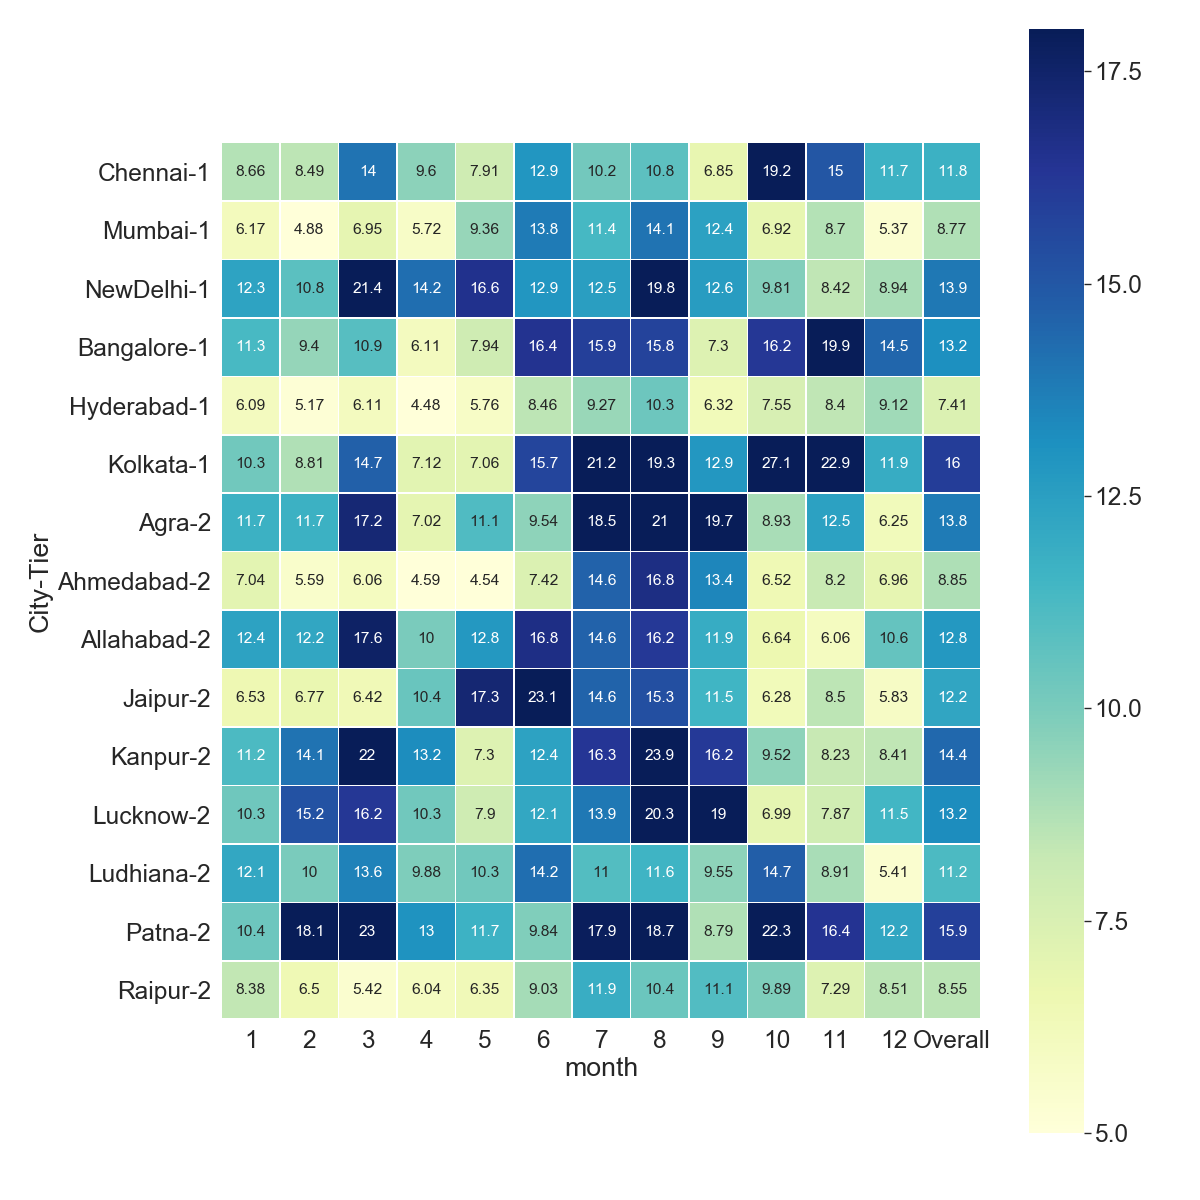 17.5
Chennai-1 8.66 8.49 14 9.6 7.91 12.9 10.2 10.8 6.85 19.2 15 11.7 11.8
Mumbai-1 6.17 4.88 6.95 5.72 9.36 13.8 11.4 14.1 12.4 6.92 8.7 5.37 8.77
NewDelhi-1 12.3 10.8 21.4 14.2 16.6 12.9 12.5 19.8 12.6 9.81 8.42 8.94 13.9
15.0
Bangalore-1 11.3 9.4 10.9 6.11 7.94 16.4 15.9 15.8 7.3 16.2 19.9 14.5 13.2
Hyderabad-1 6.09 5.17 6.11 4.48 5.76 8.46 9.27 10.3 6.32 7.55 8.4 9.12 7.41
Kolkata-1 10.3 8.81 14.7 7.12 7.06 15.7 21.2 19.3 12.9 27.1 22.9 11.9 16
12.5
Agra-2 11.7 11.7 17.2 7.02 11.1 9.54 18.5 21 19.7 8.93 12.5 6.25 13.8
City-Tier
Ahmedabad-2 7.04 5.59 6.06 4.59 4.54 7.42 14.6 16.8 13.4 6.52 8.2 6.96 8.85
Allahabad-2 12.4 12.2 17.6 10 12.8 16.8 14.6 16.2 11.9 6.64 6.06 10.6 12.8
Jaipur-2 6.53 6.77 6.42 10.4 17.3 23.1 14.6 15.3 11.5 6.28 8.5 5.83 12.2
10.0
Kanpur-2 11.2 14.1 22 13.2 7.3 12.4 16.3 23.9 16.2 9.52 8.23 8.41 14.4
Lucknow-2 10.3 15.2 16.2 10.3 7.9 12.1 13.9 20.3 19 6.99 7.87 11.5 13.2
Ludhiana-2 12.1 10 13.6 9.88 10.3 14.2 11 11.6 9.55 14.7 8.91 5.41 11.2
7.5
Patna-2 10.4 18.1 23 13 11.7 9.84 17.9 18.7 8.79 22.3 16.4 12.2 15.9
Raipur-2 8.38 6.5 5.42 6.04 6.35 9.03 11.9 10.4 11.1 9.89 7.29 8.51 8.55
1 2 3 4 5 6 7 8 9 10 11 12 Overall
month
5.0